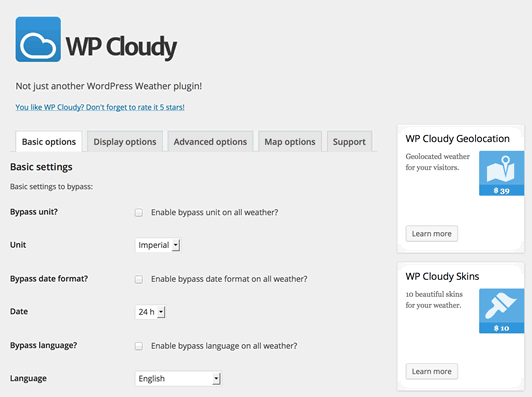 WP Cloudy
Not just another WordPress Weather plugin!
You like WP Cloudy? Don't forget to rate it 5 stars!
Basic options
Display options
Advanced options
Map options
Support
Basic settings
Basic settings to bypass:
Bypass unit?
Enable bypass unit on all weather?
Unit
Imperial
Bypass date format?
Enable bypass date format on all weather?
Date
24 h
Bypass language?
Enable bypass language on all weather?
Language
English
WP Cloudy Geolocation
Geolocated weather
for your visitors.
$ 39
Learn more
WP Cloudy Skins
10 beautiful skins
for your weather.
$ 10
Learn more